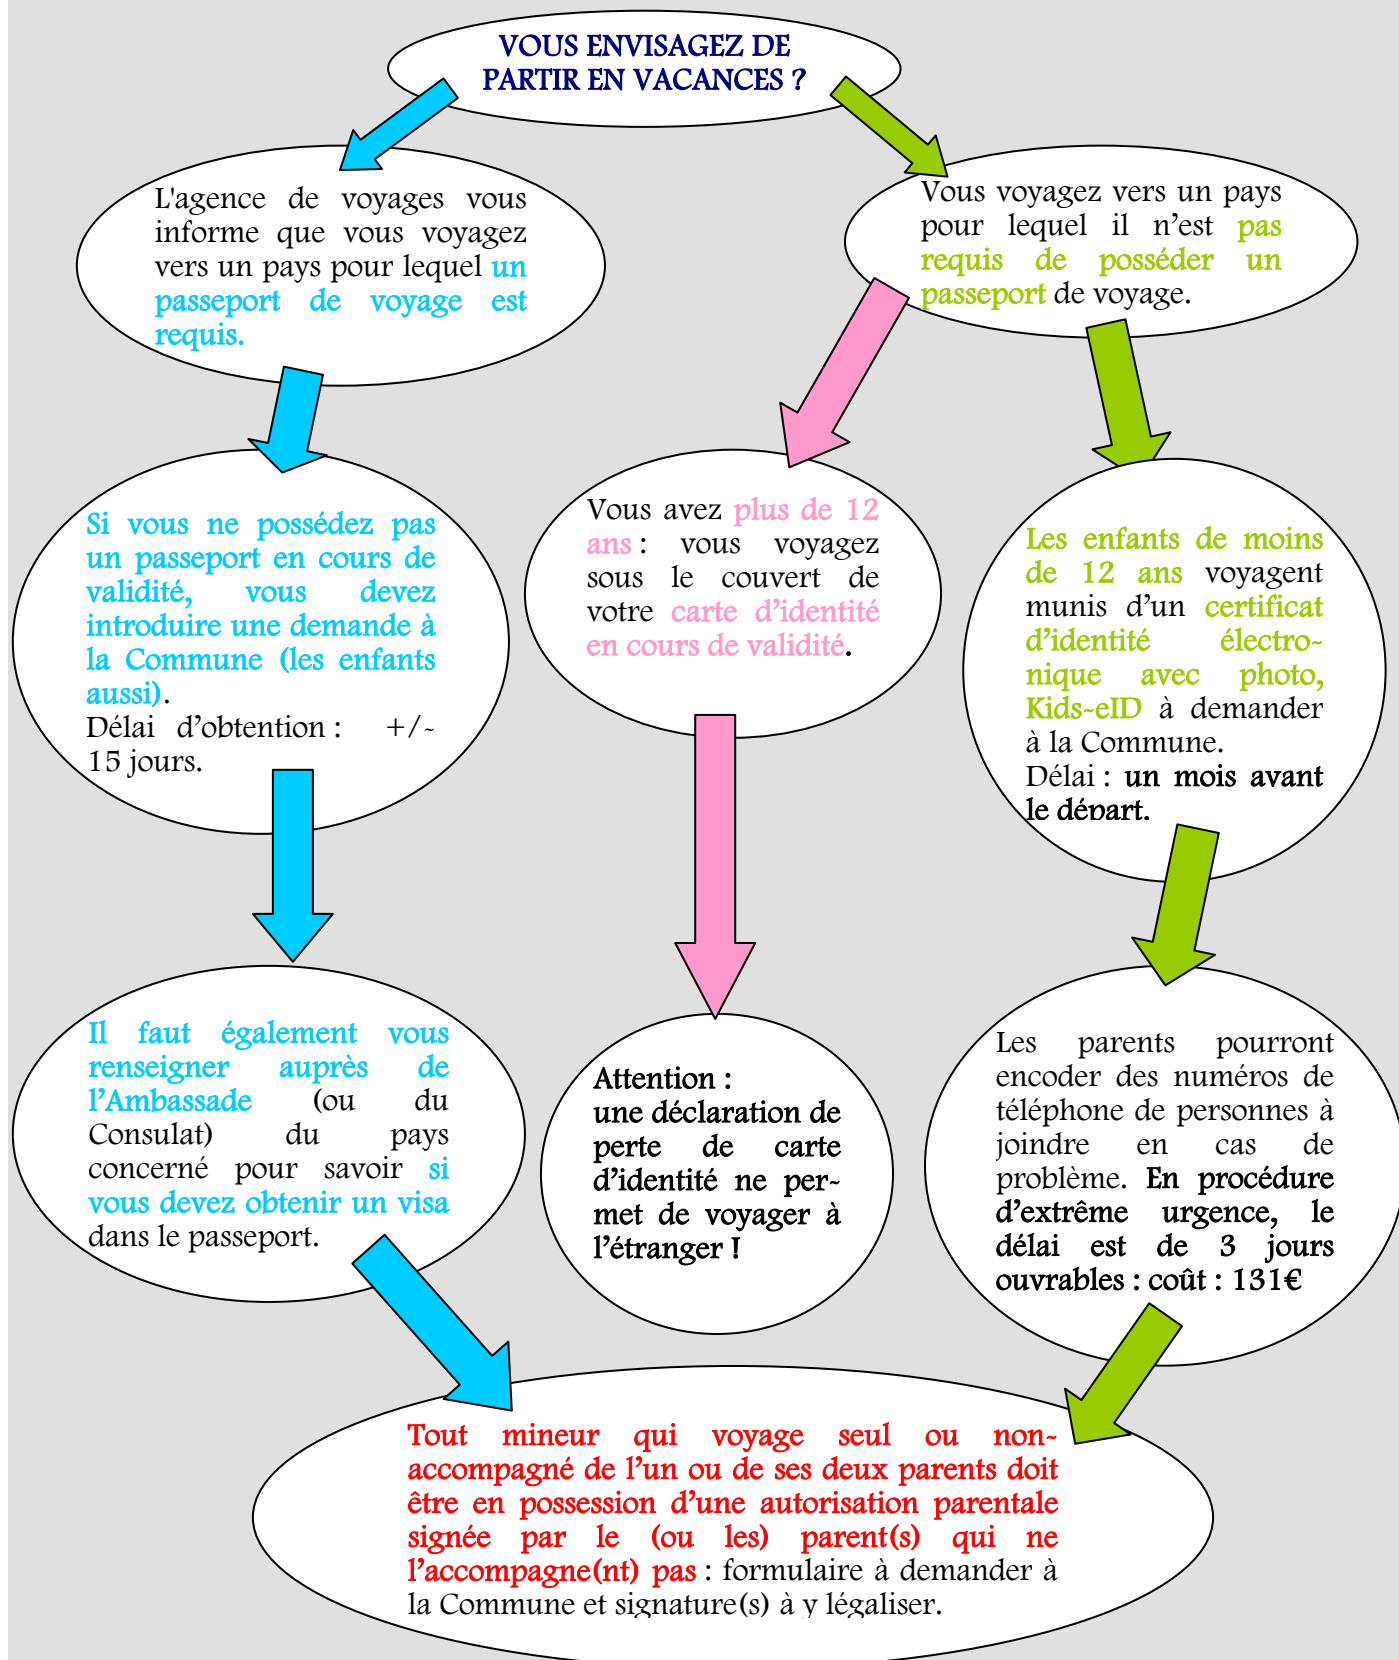 VOUS ENVISAGEZ DE
PARTIR EN VACANCES ?
L'agence de voyages vous
informe que vous voyagez
vers un pays pour lequel un
passeport de voyage est
requis.
Vous voyagez vers un pays
pour lequel il n’est pas
requis de posséder un
passeport de voyage.
Si vous ne possédez pas
un passeport en cours de
validité, vous devez
introduire une demande à
la Commune (les enfants
aussi).
Délai d’obtention : +/-
15 jours.
Vous avez plus de 12
ans : vous voyagez
sous le couvert de
votre carte d’identité
en cours de validité.
Les enfants de moins
de 12 ans voyagent
munis d’un certificat
d’identité électro-
nique avec photo,
Kids-eID à demander
à la Commune.
Délai : un mois avant
le départ.
Il faut également vous
renseigner auprès de
l’Ambassade (ou du
Consulat) du pays
concerné pour savoir si
vous devez obtenir un visa
dans le passeport.
Attention :
une déclaration de
perte de carte
d’identité ne per-
met de voyager à
l’étranger !
Les parents pourront
encoder des numéros de
téléphone de personnes à
joindre en cas de
problème. En procédure
d’extrême urgence, le
délai est de 3 jours
ouvrables : coût : 131€
Tout mineur qui voyage seul ou non-
accompagné de l’un ou de ses deux parents doit
être en possession d’une autorisation parentale
signée par le (ou les) parent(s) qui ne
l’accompagne(nt) pas : formulaire à demander à
la Commune et signature(s) à y légaliser.